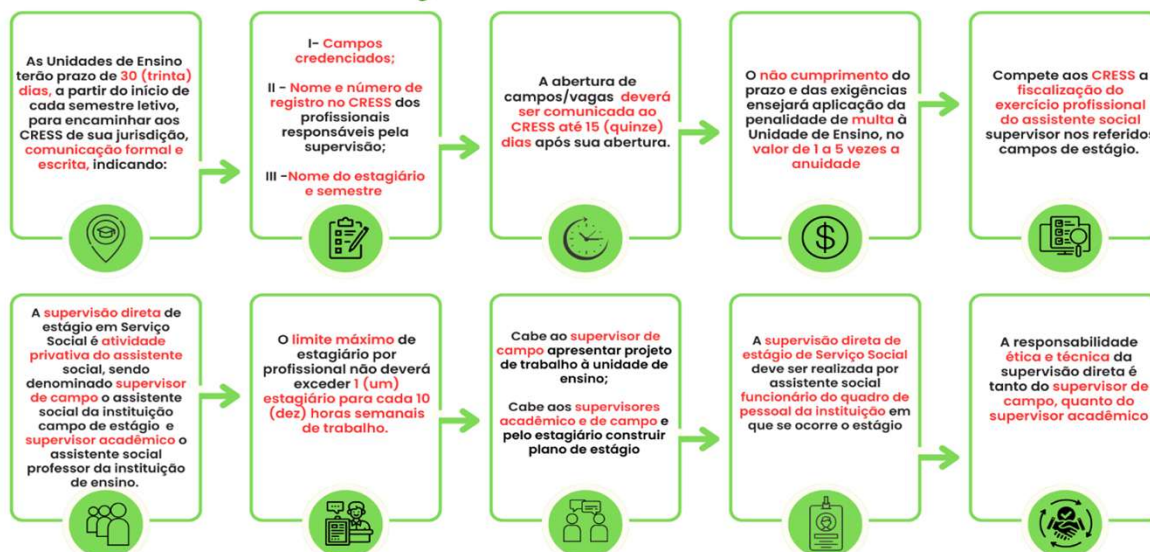 As Unidades de Ensino
terão prazo de 30 (trinta)
dias, a partir do início de
cada semestre letivo,
para encaminhar aos
CRESS de sua jurisdição,
comunicação formal e
escrita, indicando:
I- Campos
credenciados;
II - Nome e número de
registro no CRESS dos
profissionais
responsáveis pela
supervisão;
III -Nome do estagiário
e semestre
A abertura de
campos/vagas deverá
ser comunicada ao
CRESS até 15 (quinze)
dias após sua abertura.
O não cumprimento do
prazo e das exigências
ensejará aplicação da
penalidade de multa à
Unidade de Ensino, no
valor de 1 a 5 vezes a
anuidade
Compete aos CRESS a
fiscalização do
exercício profissional
do assistente social
supervisor nos referidos
campos de estágio.
A supervisão direta de
estágio em Serviço
Social é atividade
privativa do assistente
social, sendo
denominado supervisor
de campo o assistente
social da instituição
campo de estágio e
supervisor acadêmico o
assistente social
professor da instituição
de ensino.
O limite máximo de
estagiário por
profissional não deverá
exceder 1 (um)
estagiário para cada 10
(dez) horas semanais
de trabalho.
Cabe ao supervisor de
campo apresentar projeto
de trabalho à unidade de
ensino;
Cabe aos supervisores
acadêmico e de campo e
pelo estagiário construir
plano de estágio
A supervisão direta de
estágio de Serviço Social
deve ser realizada por
assistente social
funcionário do quadro de
pessoal da instituição em
que se ocorre o estágio
A responsabilidade
ética e técnica da
supervisão direta é
tanto do supervisor de
campo, quanto do
supervisor acadêmico